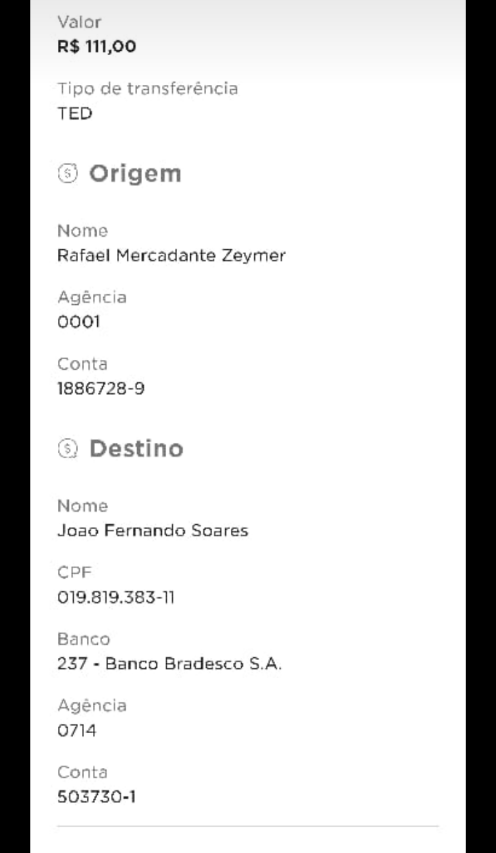 Valor
R$ 111,00
Tipo de transferência
TED
Origem
Nome
Rafael Mercadante Zeymer
Agência
0001
Conta
1886728-9
Destino
Nome
Joao Fernando Soares
CPF
019.819.383-11
Banco
237 - Banco Bradesco S.A.
Agência
0714
Conta
503730-1